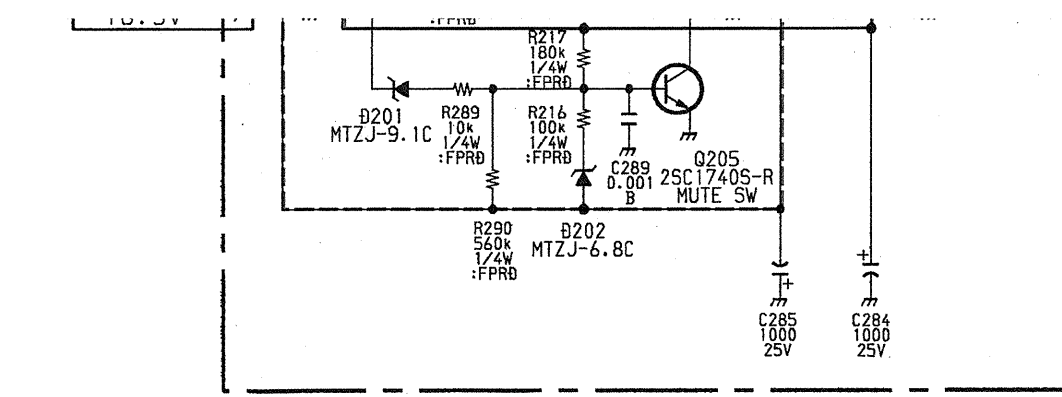 :FPRD
R217
180k
1/4W
:FPRD
D201
MTZJ-9.1C
R289
10k
1/4W
:FPRD
R216
100k
1/4W
:FPRD
C289
0.001
B
Q205
2SC1740S-R
MUTE SW
R290
560k
1/4W
:FPRD
D202
MTZJ-6.8C
+
C285
1000
25V
+
C284
1000
25V